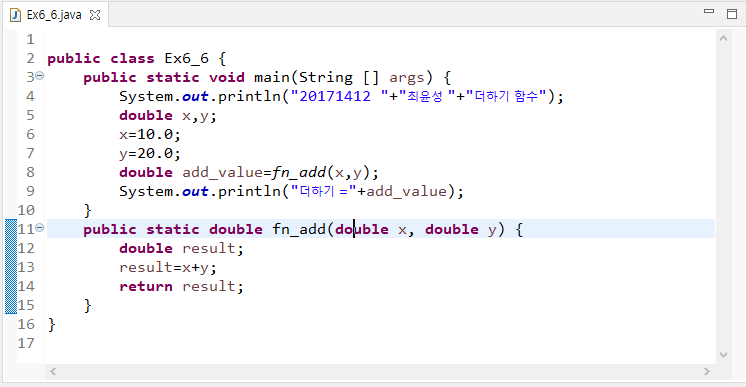 Ex6_6.java
1
2 public class Ex6_6 {
3 public static void main(String [] args) {
4 System.out.println("20171412 "+"최윤성 "+"더하기 함수");
5 double x,y;
6 x=10.0;
7 y=20.0;
8 double add_value=fn_add(x,y);
9 System.out.println("더하기 ="+add_value);
10 }
11 public static double fn_add(double x, double y) {
12 double result;
13 result=x+y;
14 return result;
15 }
16 }
17